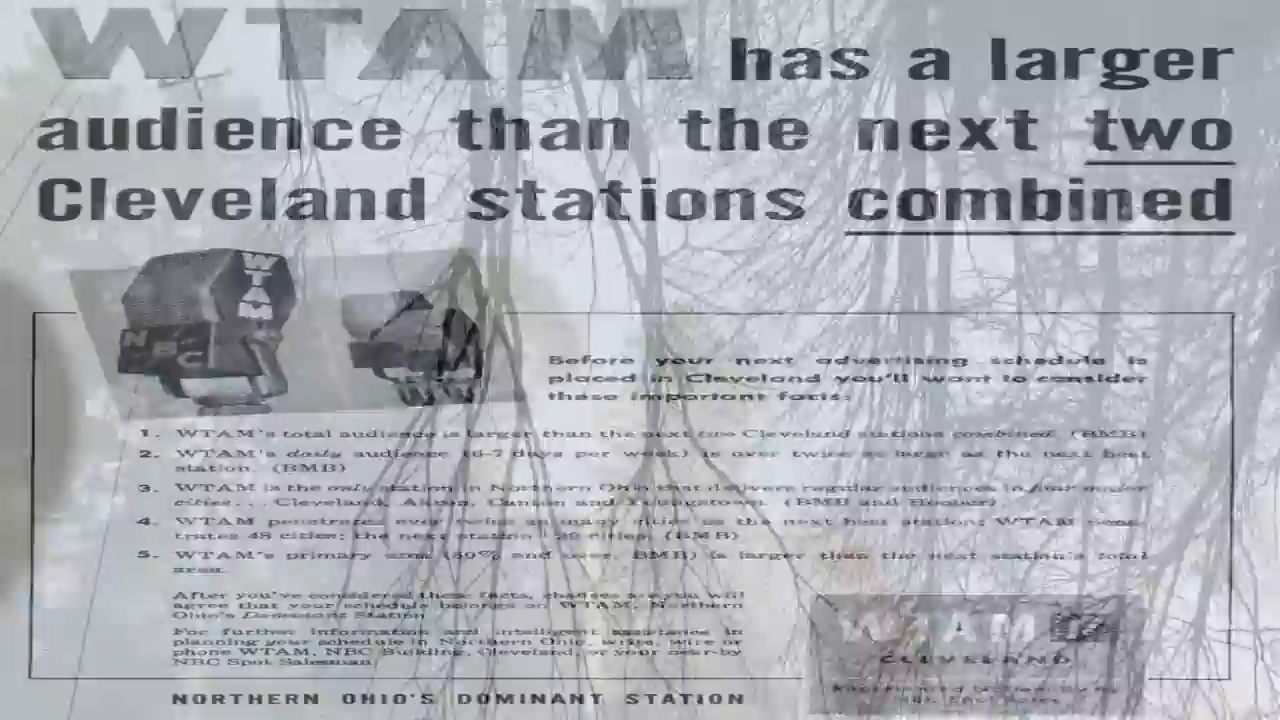 WTAM has a larger
audience than the next two
Cleveland stations combined
WTAM
NBC
Before your next advertising schedule is
placed in Cleveland you'll want to consider
these important facts:
1. WTAM's total audience is larger than the next two Cleveland stations combined. (BMB)
2. WTAM's daily audience (6-7 days per week) is over twice as large as the next best
station. (BMB)
3. WTAM is the only station in Northern Ohio that delivers regular audiences in four major
cities . . Cleveland, Akron, Canton and Youngstown. (BMB and Hooper)
4. WTAM penetrates over twice as many cities as the next best station; WTAM pene-
trates 48 cities; the next station cities. (BMB)
5. WTAM's primary area (50% and over, BMB) is larger than the next station's total
area.
After you've considered these facts, chances are you will
agree that your schedule belongs on WTAM, Northern
Ohio's Dominant Station
For further information and intelligent assistance in
planning your schedule in Northern Ohio, write, wire or
phone WTAM, NBC Building, Cleveland, or your near-by
NBC Spot Salesman
WTAM
CLEVELAND
NORTHERN OHIO'S DOMINANT STATION